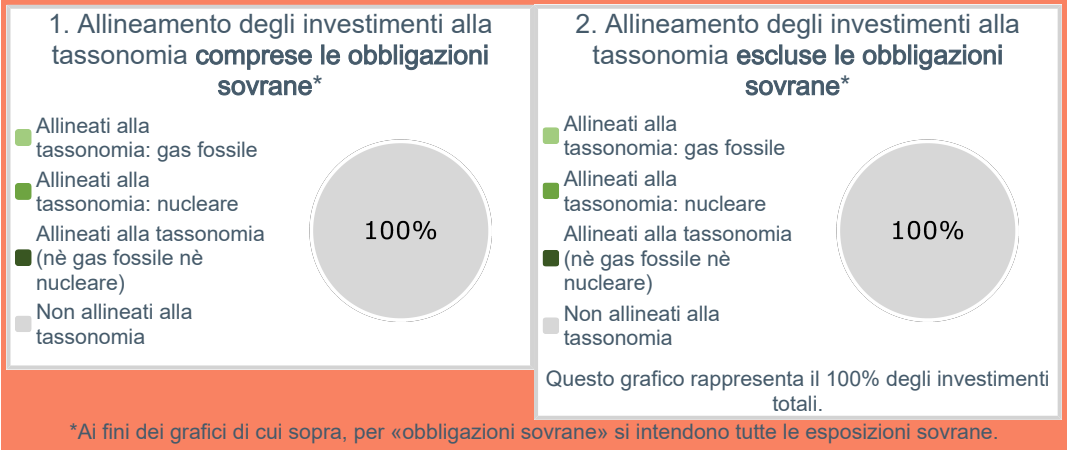 1. Allineamento degli investimenti alla
tassonomia comprese le obbligazioni
sovrane*
Allineati alla
tassonomia: gas fossile
Allineati alla
tassonomia: nucleare
Allineati alla tassonomia
(nè gas fossile nè
nucleare)
Non allineati alla
tassonomia
100%
2. Allineamento degli investimenti alla
tassonomia escluse le obbligazioni
sovrane*
Allineati alla
tassonomia: gas fossile
Allineati alla
tassonomia: nucleare
Allineati alla tassonomia
(nè gas fossile nè
nucleare)
Non allineati alla
tassonomia
100%
Questo grafico rappresenta il 100% degli investimenti
totali.
*Ai fini dei grafici di cui sopra, per «obbligazioni sovrane» si intendono tutte le esposizioni sovrane.